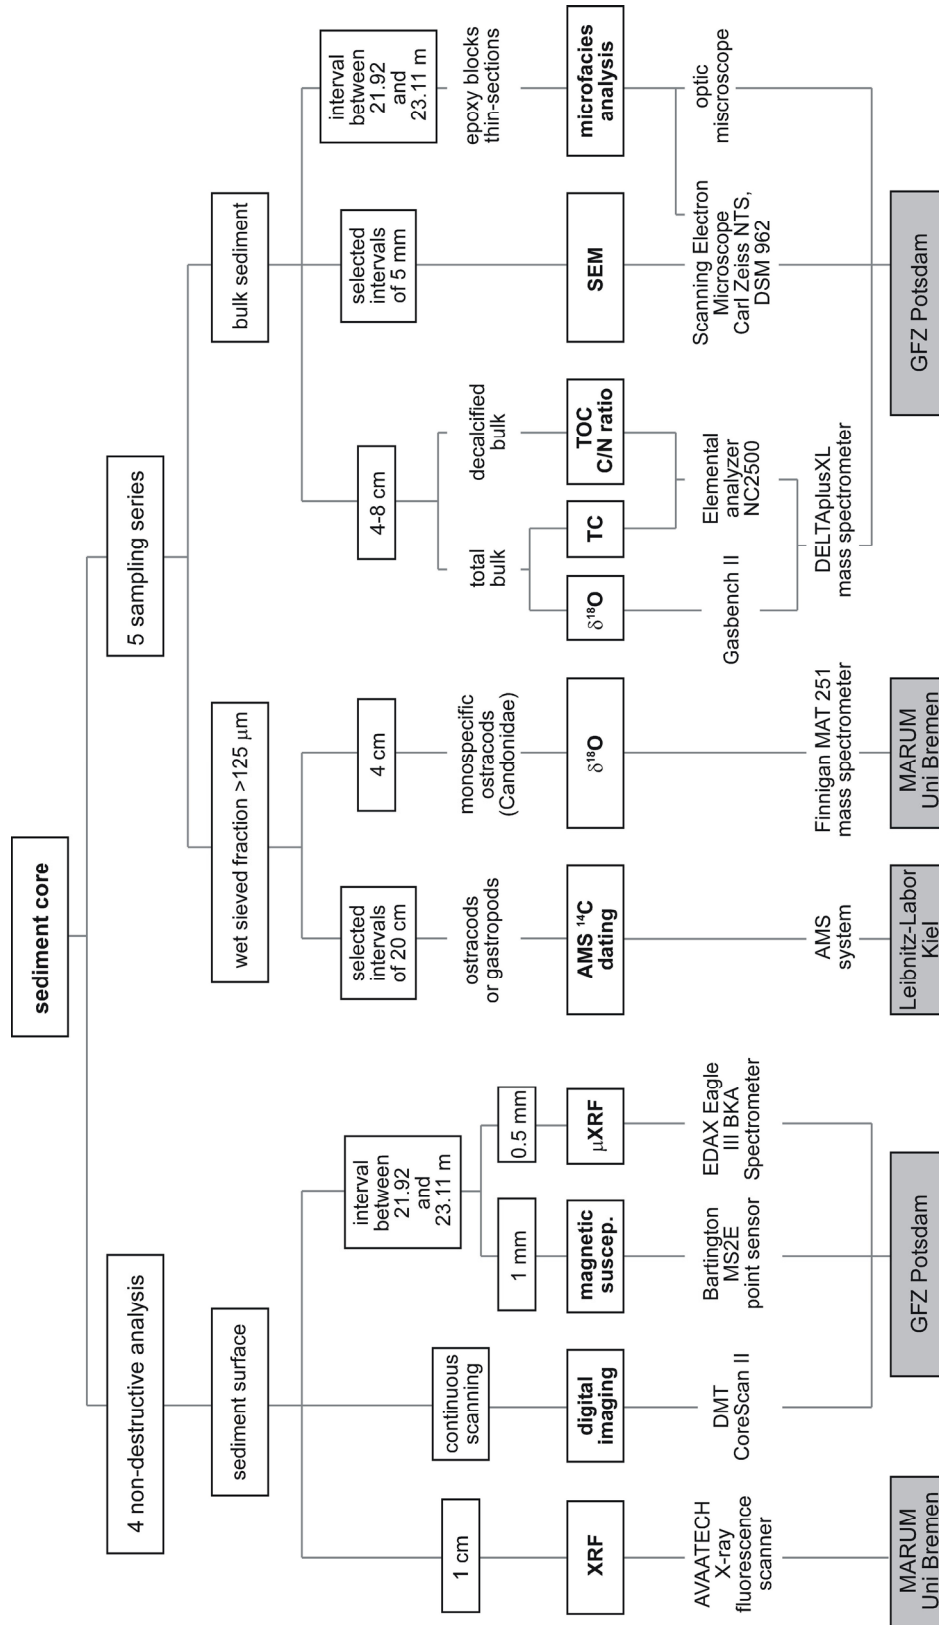 sediment core
4 non-destructive analysis
5 sampling series
sediment surface
wet sieved fraction >125 μm
bulk sediment
1 cm
continuous
scanning
interval
between
21.92
and
23.11 m
1 mm
0.5 mm
selected
intervals
of 20 cm
4 cm
4-8 cm
selected
intervals
of 5 mm
interval
between
21.92
and
23.11 m
ostracods
or gastropods
monospecific
ostracods
(Candonidae)
total
bulk
decalcified
bulk
epoxy blocks
thin-sections
XRF
digital
imaging
magnetic
suscep.
μXRF
AMS ¹⁴C
dating
δ¹⁸O
δ¹⁸O
TC
TOC
C/N ratio
SEM
microfacies
analysis
AVAATECH
X-ray
fluorescence
scanner
DMT
CoreScan II
Bartington
MS2E
point sensor
EDAX Eagle
III BKA
Spectrometer
AMS
system
Finnigan MAT 251
mass spectrometer
Gasbench II
Elemental
analyzer
NC2500
DELTAplusXL
mass spectrometer
Scanning Electron
Microscope
Carl Zeiss NTS,
DSM 962
optic
miscroscope
MARUM
Uni Bremen
GFZ Potsdam
Leibnitz-Labor
Kiel
MARUM
Uni Bremen
GFZ Potsdam